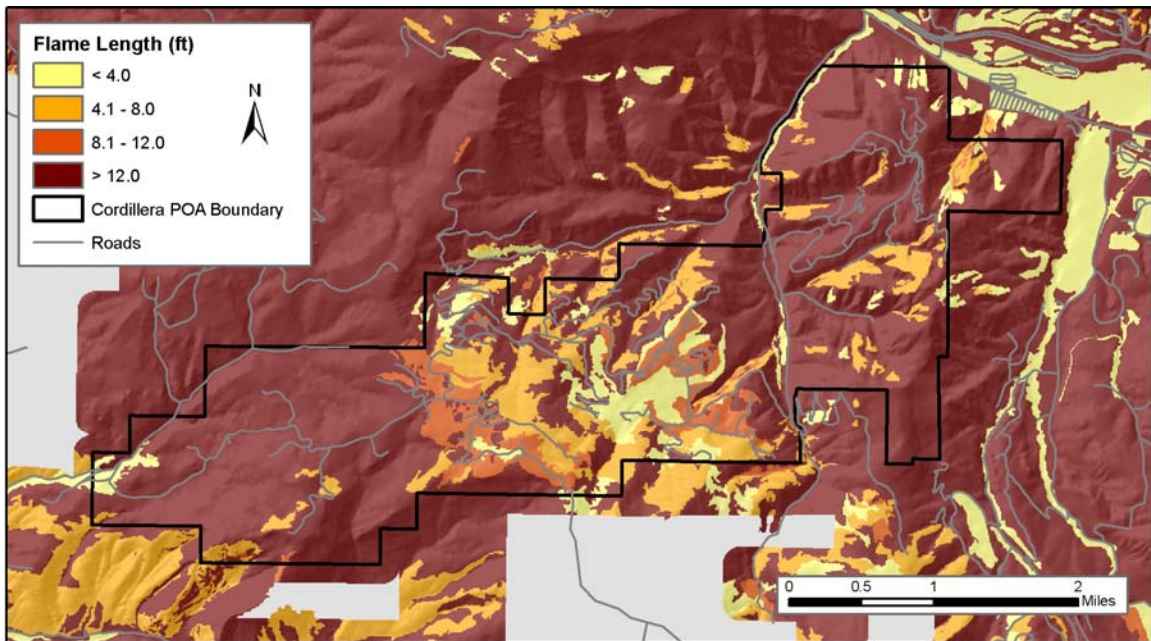 Flame Length (ft)
< 4.0
4.1 - 8.0
8.1 - 12.0
> 12.0
Cordillera POA Boundary
Roads
N
0 0.5 1 2
Miles